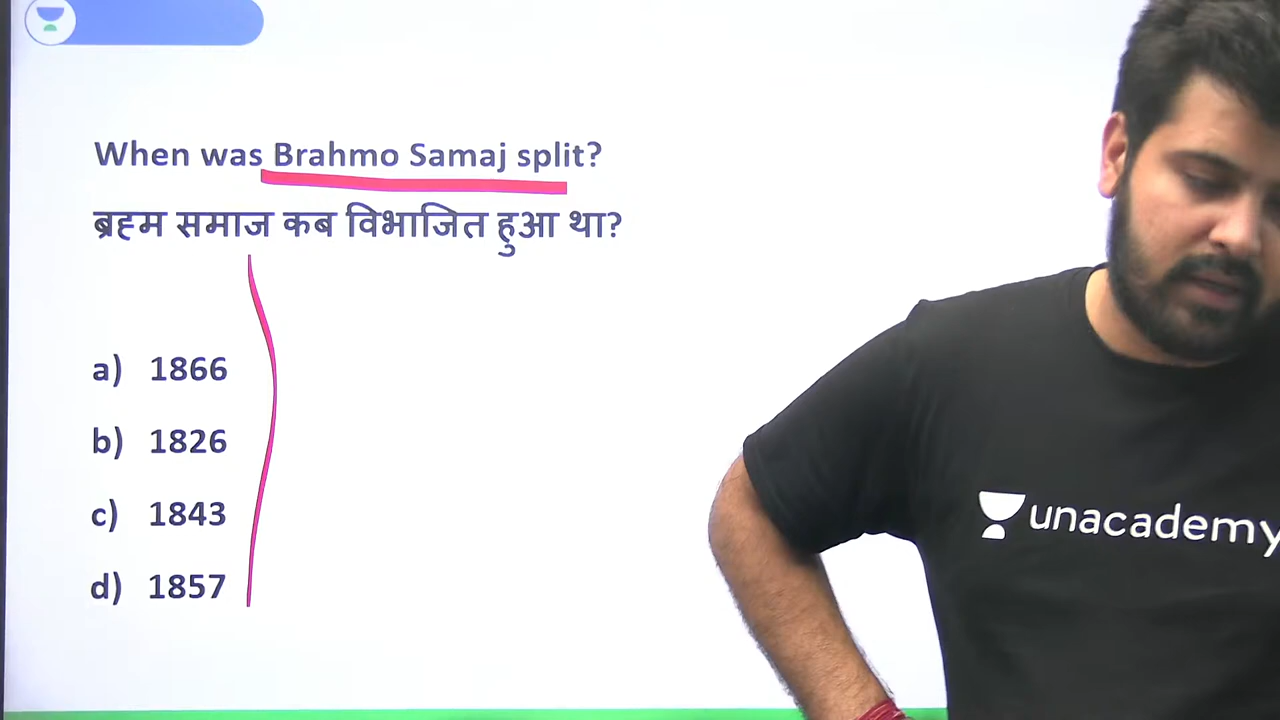 When was Brahmo Samaj split?
ब्रह्म समाज कब विभाजित हुआ था?
a) 1866
b) 1826
c) 1843
d) 1857
unacademy